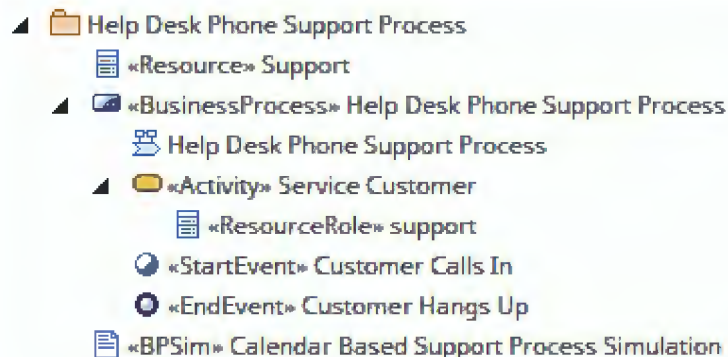 Help Desk Phone Support Process
«Resource» Support
«BusinessProcess» Help Desk Phone Support Process
Help Desk Phone Support Process
«Activity» Service Customer
«ResourceRole» support
«StartEvent» Customer Calls In
«EndEvent» Customer Hangs Up
«BPSim» Calendar Based Support Process Simulation